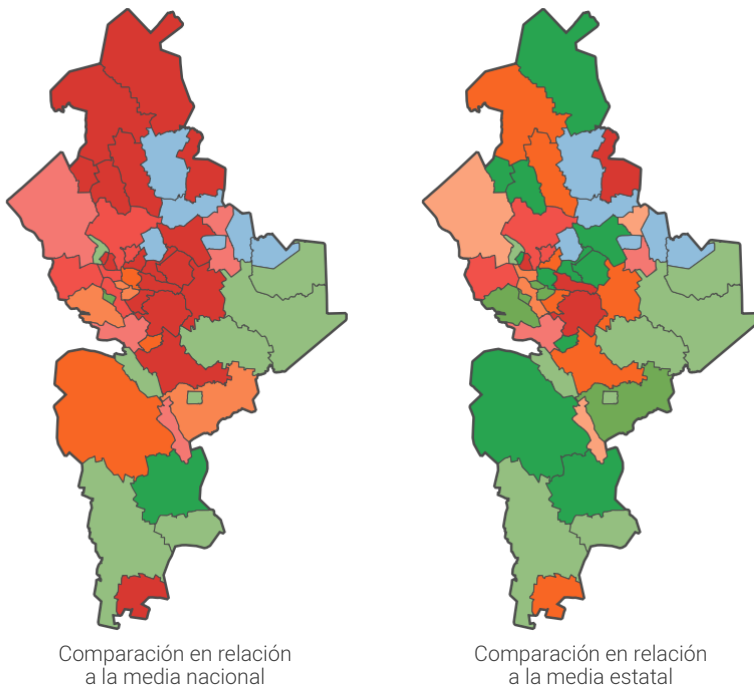 Comparación en relación
a la media nacional
Comparación en relación
a la media estatal